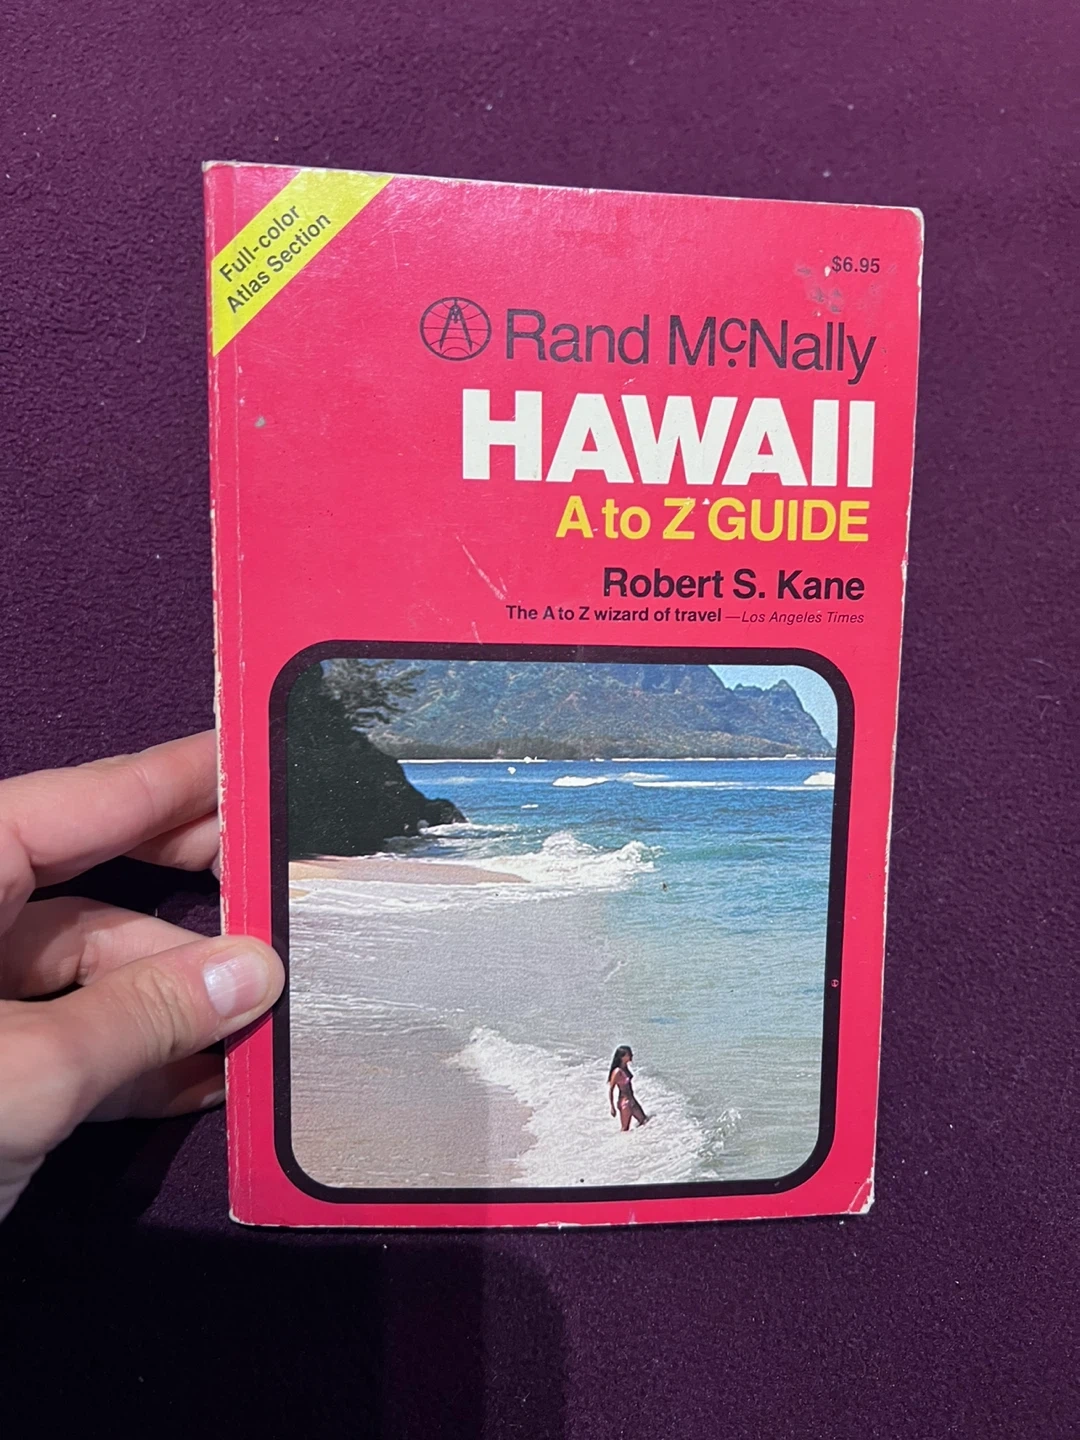 Full-color
Atlas Section
$6.95
Rand McNally
HAWAII
A to Z GUIDE
Robert S. Kane
The A to Z wizard of travel —Los Angeles Times